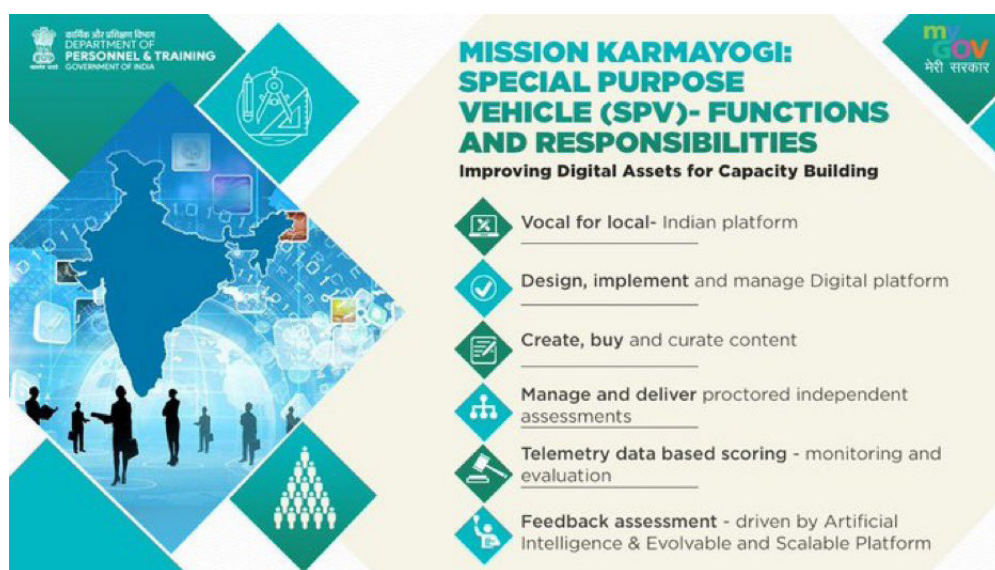 कार्मिक और प्रशिक्षण विभाग
DEPARTMENT OF
PERSONNEL & TRAINING
GOVERNMENT OF INDIA
my
GOV
मेरी सरकार
MISSION KARMAYOGI:
SPECIAL PURPOSE
VEHICLE (SPV)- FUNCTIONS
AND RESPONSIBILITIES
Improving Digital Assets for Capacity Building
Vocal for local- Indian platform
Design, implement and manage Digital platform
Create, buy and curate content
Manage and deliver proctored independent
assessments
Telemetry data based scoring - monitoring and
evaluation
Feedback assessment - driven by Artificial
Intelligence & Evolvable and Scalable Platform